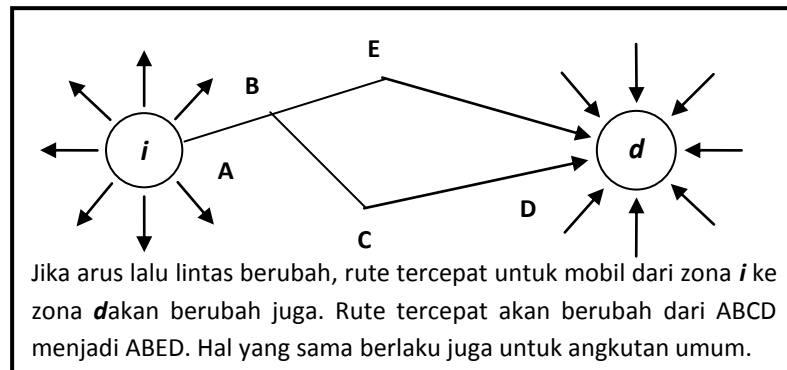 E
B
i
d
A
D
C
Jika arus lalu lintas berubah, rute tercepat untuk mobil dari zona i ke
zona dakan berubah juga. Rute tercepat akan berubah dari ABCD
menjadi ABED. Hal yang sama berlaku juga untuk angkutan umum.